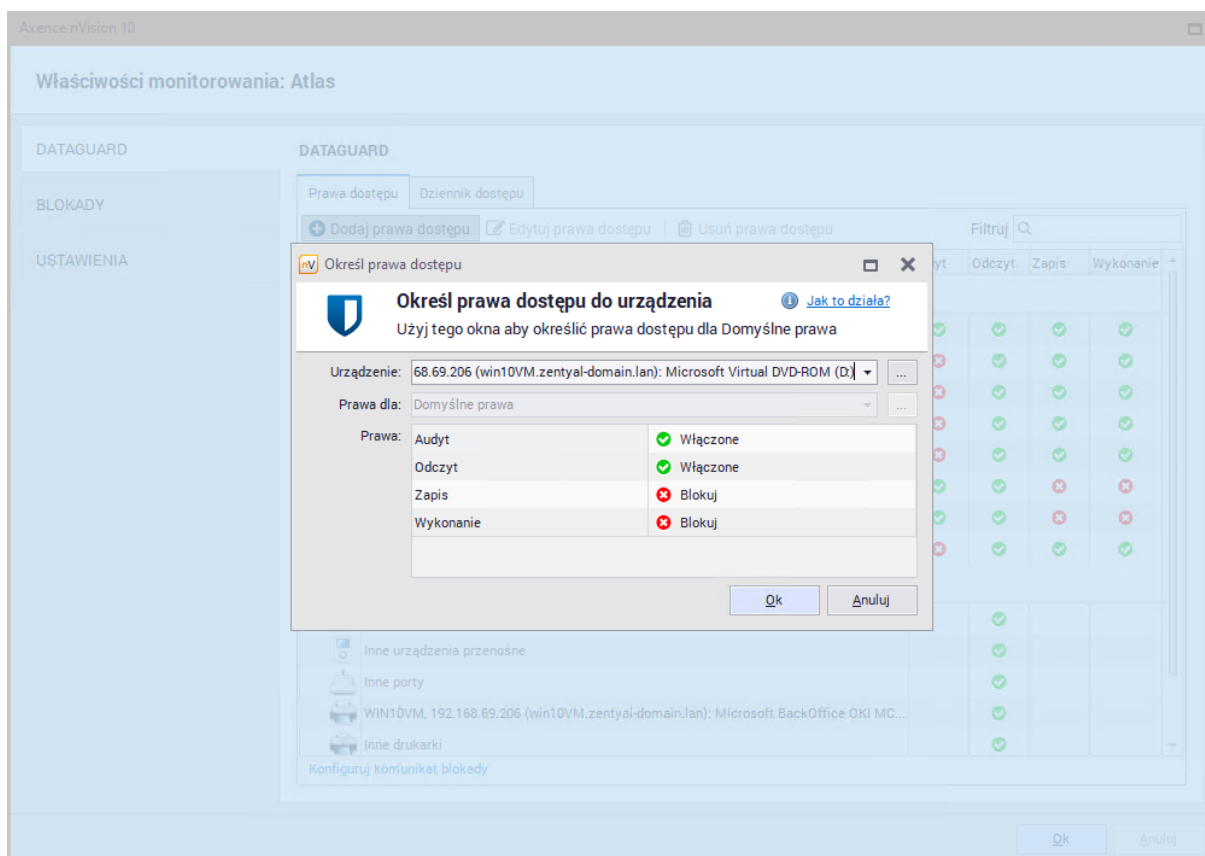 Axence nVision 10
Właściwości monitorowania: Atlas
DATAGUARD
BLOKADY
USTAWIENIA
DATAGUARD
Prawa dostępu Dziennik dostępu
Dodaj prawa dostępu Edytuj prawa dostępu Usuń prawa dostępu Filtruj
Odczyt Zapis Wykonanie
nV Określ prawa dostępu
Określ prawa dostępu do urządzenia Jak to działa?
Użyj tego okna aby określić prawa dostępu dla Domyślne prawa
Urządzenie: 68.69.206 (win10VM.zentyal-domain.lan): Microsoft Virtual DVD-ROM (D:) ...
Prawa dla: Domyślne prawa ...
Prawa: Audyt Włączone
Odczyt Włączone
Zapis Blokuj
Wykonanie Blokuj
Ok Anuluj
Inne urządzenia przenośne
Inne porty
WIN10VM, 192.168.69.206 (win10VM.zentyal-domain.lan): Microsoft BackOffice OKI MC...
Inne drukarki
Konfiguruj komunikat blokady
Ok Anuluj